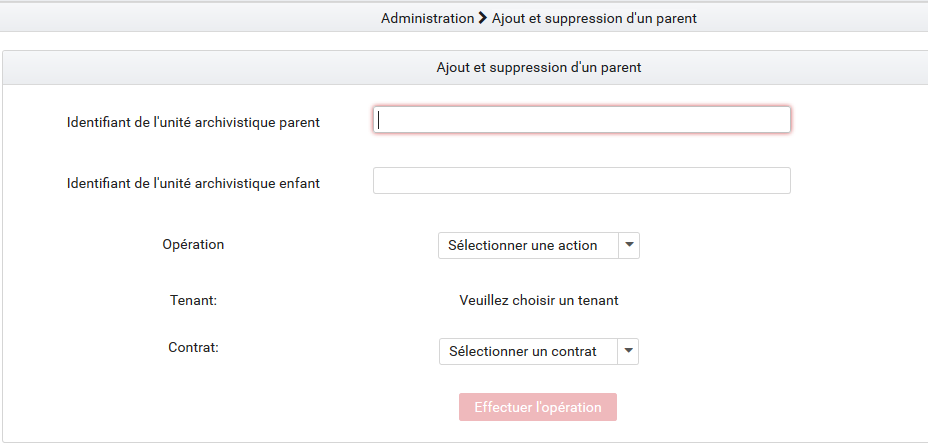 Administration > Ajout et suppression d'un parent
Ajout et suppression d'un parent
Identifiant de l'unité archivistique parent
Identifiant de l'unité archivistique enfant
Opération Sélectionner une action
Tenant: Veuillez choisir un tenant
Contrat: Sélectionner un contrat
Effectuer l'opération